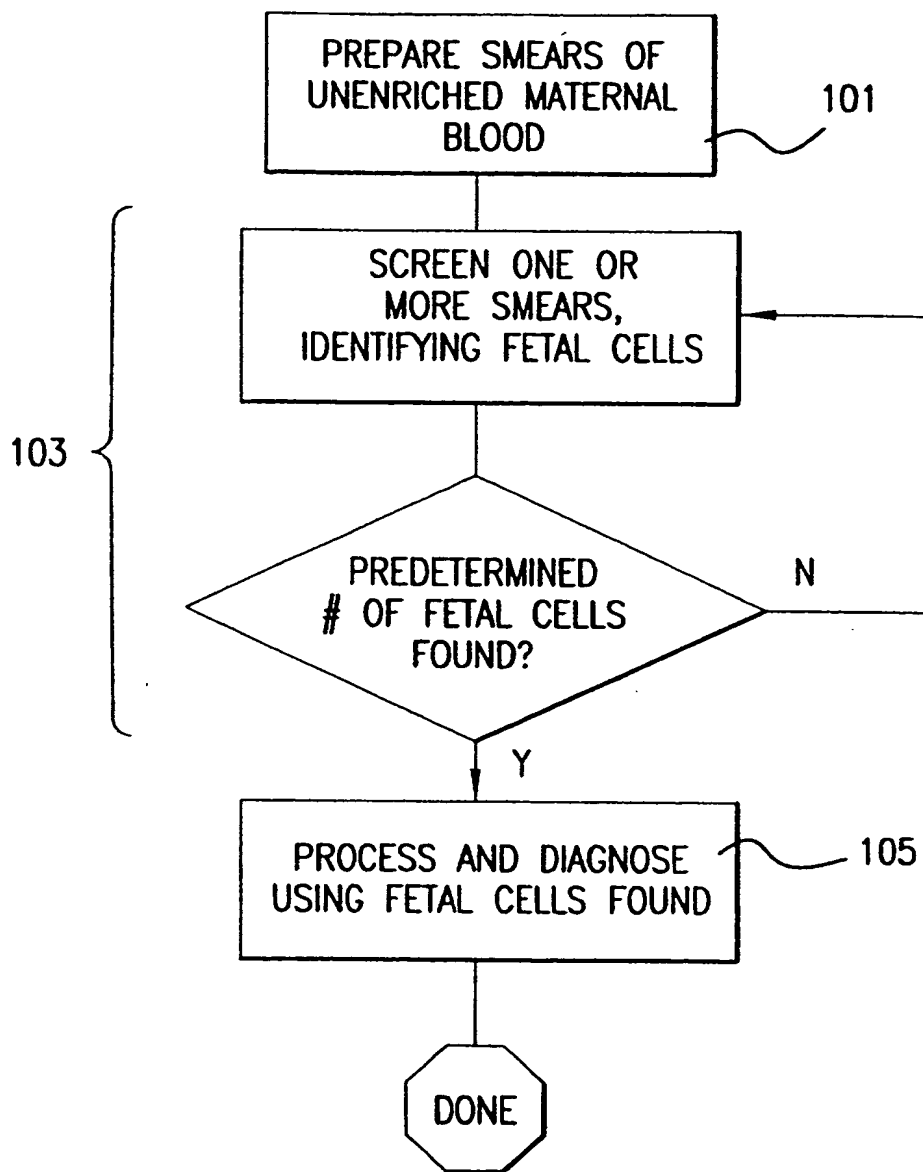 PREPARE SMEARS OF
UNENRICHED MATERNAL
BLOOD
101
SCREEN ONE OR
MORE SMEARS,
IDENTIFYING FETAL CELLS
103
PREDETERMINED
# OF FETAL CELLS
FOUND?
N
Y
PROCESS AND DIAGNOSE
USING FETAL CELLS FOUND
105
DONE